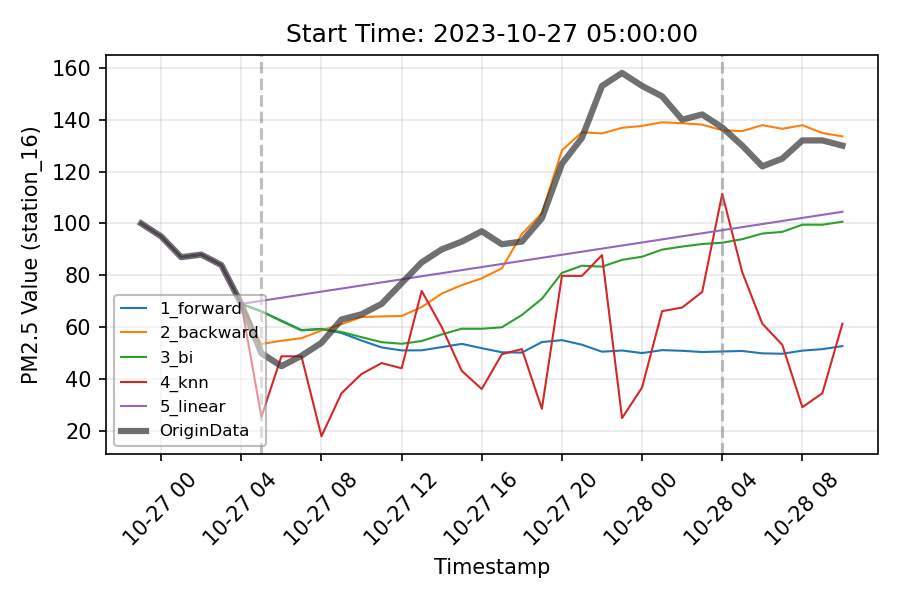 Start Time: 2023-10-27 05:00:00
PM2.5 Value (station_16)
160
140
120
100
80
60
40
20
1_forward
2_backward
3_bi
4_knn
5_linear
OriginData
10-27 00
10-27 04
10-27 08
10-27 12
10-27 16
10-27 20
10-28 00
10-28 04
10-28 08
Timestamp